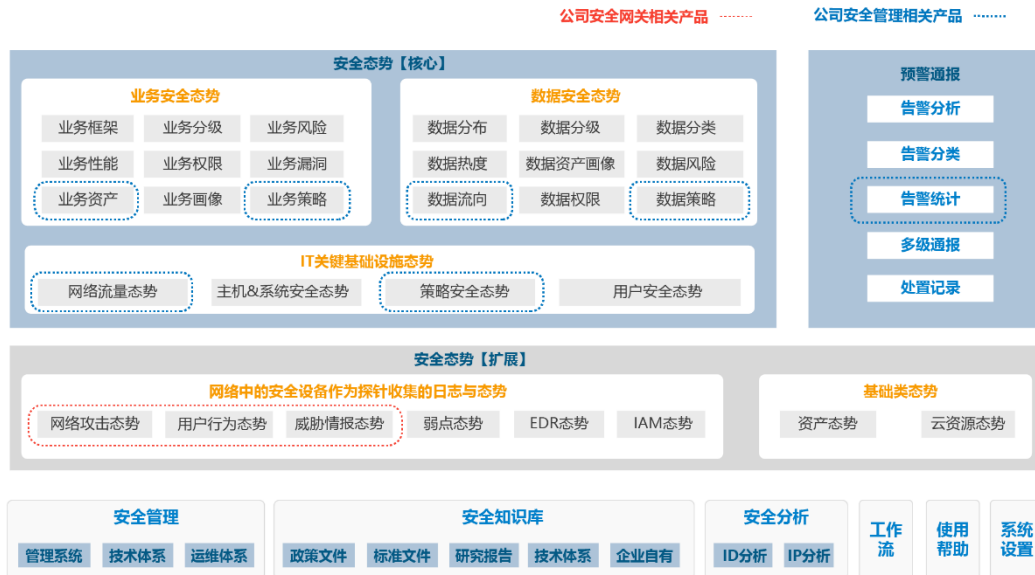 公司安全网关相关产品
公司安全管理相关产品
安全态势【核心】
业务安全态势
业务框架 业务分级 业务风险
业务性能 业务权限 业务漏洞
业务资产 业务画像 业务策略
数据安全态势
数据分布 数据分级 数据分类
数据热度 数据资产画像 数据风险
数据流向 数据权限 数据策略
IT关键基础设施态势
网络流量态势 主机&系统安全态势 策略安全态势 用户安全态势
预警通报
告警分析
告警分类
告警统计
多级通报
处置记录
安全态势【扩展】
网络中的安全设备作为探针收集的日志与态势
网络攻击态势 用户行为态势 威胁情报态势 弱点态势 EDR态势 IAM态势
基础类态势
资产态势 云资源态势
安全管理
管理系统 技术体系 运维体系
安全知识库
政策文件 标准文件 研究报告 技术体系 企业自有
安全分析
ID分析 IP分析
工作
流
使用
帮助
系统
设置